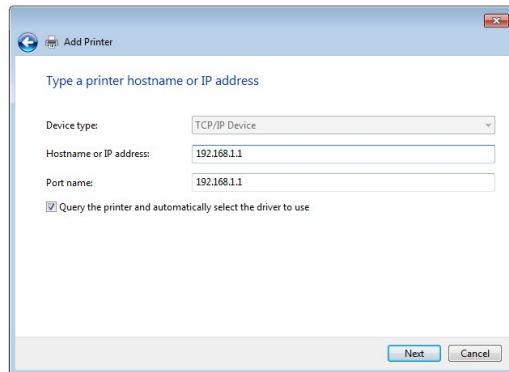 Add Printer
Type a printer hostname or IP address
Device type: TCP/IP Device
Hostname or IP address: 192.168.1.1
Port name: 192.168.1.1
Query the printer and automatically select the driver to use
Next Cancel